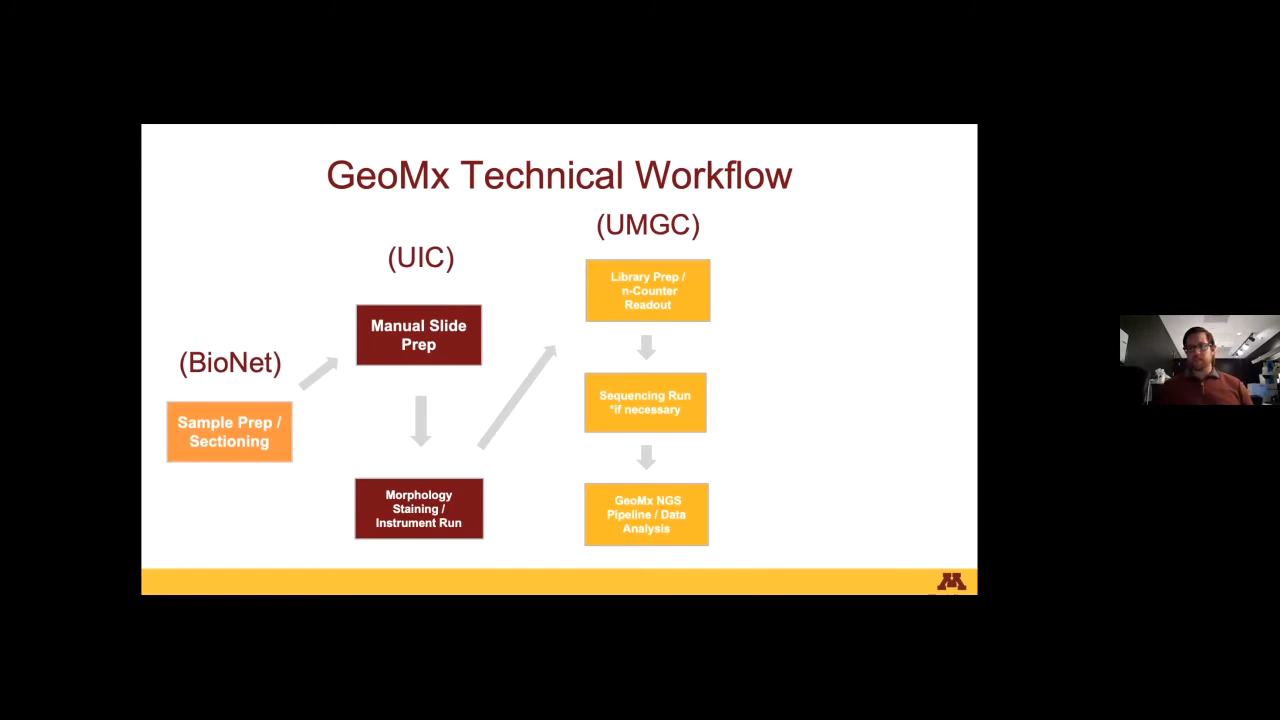 GeoMx Technical Workflow
(BioNet)
Sample Prep /
Sectioning
(UIC)
Manual Slide
Prep
Morphology
Staining /
Instrument Run
(UMGC)
Library Prep /
n-Counter
Readout
Sequencing Run
*if necessary
GeoMx NGS
Pipeline / Data
Analysis
M